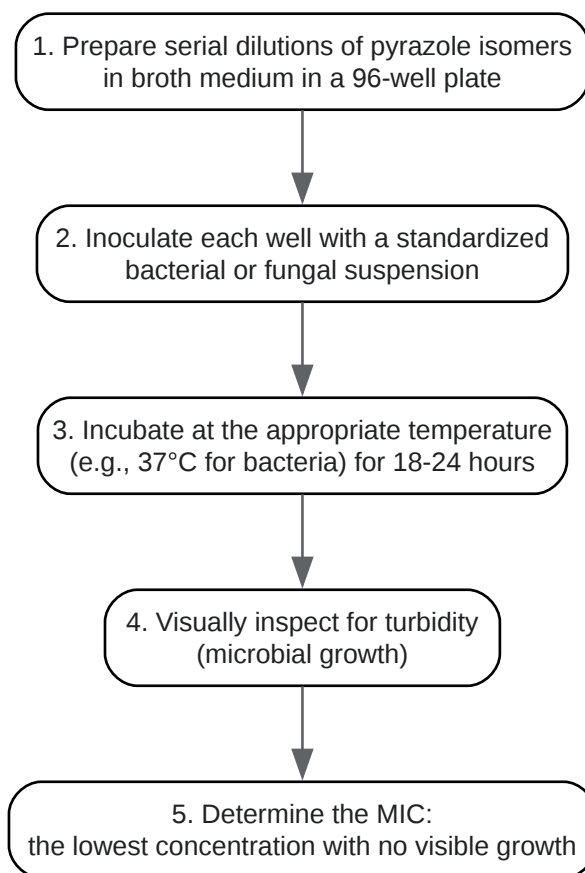 1. Prepare serial dilutions of pyrazole isomers
in broth medium in a 96-well plate
2. Inoculate each well with a standardized
bacterial or fungal suspension
3. Incubate at the appropriate temperature
(e.g., 37°C for bacteria) for 18-24 hours
4. Visually inspect for turbidity
(microbial growth)
5. Determine the MIC:
the lowest concentration with no visible growth